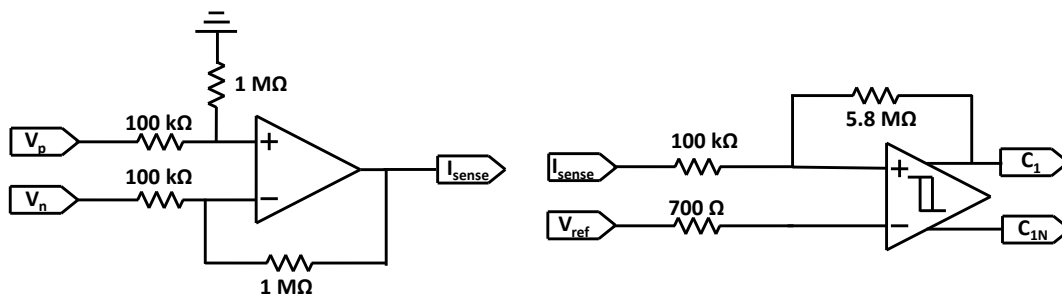 1 MΩ
100 kΩ
Vp
+
100 kΩ
Vn
−
Isense
1 MΩ
5.8 MΩ
100 kΩ
Isense
+
C1
700 Ω
Vref
−
C1N